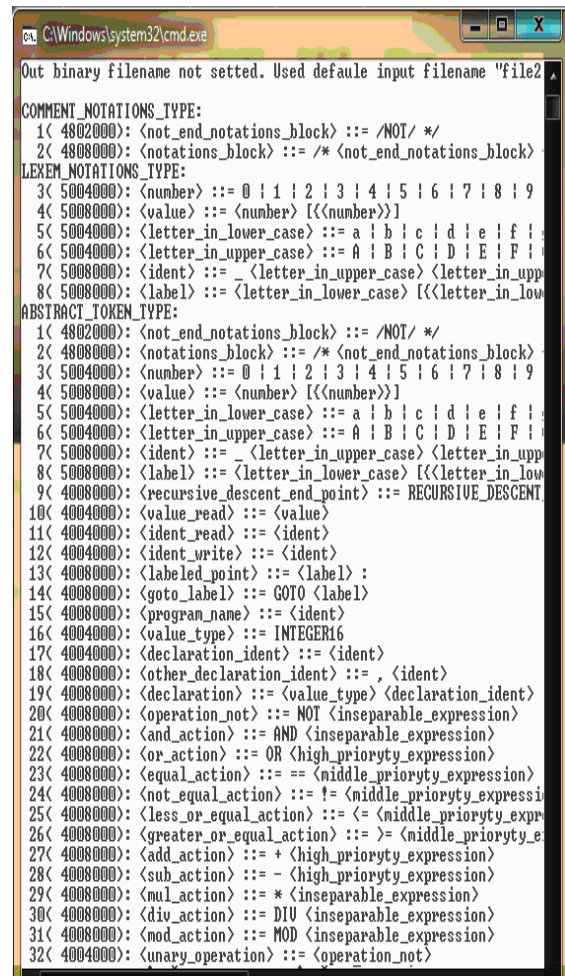 C:\Windows\system32\cmd.exe
Out binary filename not setted. Used defaule input filename "file2
COMMENT_NOTATIONS_TYPE:
1( 4802000): <not_end_notations_block> ::= /NOT/ */
2( 4808000): <notations_block> ::= /* <not_end_notations_block>
LEXEM_NOTATIONS_TYPE:
3( 5004000): <number> ::= 0 ¦ 1 ¦ 2 ¦ 3 ¦ 4 ¦ 5 ¦ 6 ¦ 7 ¦ 8 ¦ 9
4( 5008000): <value> ::= <number> [{<number>}]
5( 5004000): <letter_in_lower_case> ::= a ¦ b ¦ c ¦ d ¦ e ¦ f ¦
6( 5004000): <letter_in_upper_case> ::= A ¦ B ¦ C ¦ D ¦ E ¦ F ¦
7( 5008000): <ident> ::= _ <letter_in_upper_case> <letter_in_upp
8( 5008000): <label> ::= <letter_in_lower_case> [{<letter_in_low
ABSTRACT_TOKEN_TYPE:
1( 4802000): <not_end_notations_block> ::= /NOT/ */
2( 4808000): <notations_block> ::= /* <not_end_notations_block>
3( 5004000): <number> ::= 0 ¦ 1 ¦ 2 ¦ 3 ¦ 4 ¦ 5 ¦ 6 ¦ 7 ¦ 8 ¦ 9
4( 5008000): <value> ::= <number> [{<number>}]
5( 5004000): <letter_in_lower_case> ::= a ¦ b ¦ c ¦ d ¦ e ¦ f ¦
6( 5004000): <letter_in_upper_case> ::= A ¦ B ¦ C ¦ D ¦ E ¦ F ¦
7( 5008000): <ident> ::= _ <letter_in_upper_case> <letter_in_upp
8( 5008000): <label> ::= <letter_in_lower_case> [{<letter_in_low
9( 4008000): <recursive_descent_end_point> ::= RECURSIVE_DESCENT_
10( 4004000): <value_read> ::= <value>
11( 4004000): <ident_read> ::= <ident>
12( 4004000): <ident_write> ::= <ident>
13( 4008000): <labeled_point> ::= <label> :
14( 4008000): <goto_label> ::= GOTO <label>
15( 4004000): <program_name> ::= <ident>
16( 4004000): <value_type> ::= INTEGER16
17( 4004000): <declaration_ident> ::= <ident>
18( 4008000): <other_declaration_ident> ::= , <ident>
19( 4008000): <declaration> ::= <value_type> <declaration_ident>
20( 4008000): <operation_not> ::= NOT <inseparable_expression>
21( 4008000): <and_action> ::= AND <inseparable_expression>
22( 4008000): <or_action> ::= OR <high_prioryty_expression>
23( 4008000): <equal_action> ::= == <middle_prioryty_expression>
24( 4008000): <not_equal_action> ::= != <middle_prioryty_expressi
25( 4008000): <less_or_equal_action> ::= <= <middle_prioryty_expr
26( 4008000): <greater_or_equal_action> ::= >= <middle_prioryty_e
27( 4008000): <add_action> ::= + <high_prioryty_expression>
28( 4008000): <sub_action> ::= - <high_prioryty_expression>
29( 4008000): <mul_action> ::= * <inseparable_expression>
30( 4008000): <div_action> ::= DIV <inseparable_expression>
31( 4008000): <mod_action> ::= MOD <inseparable_expression>
32( 4004000): <unary_operation> ::= <operation_not>